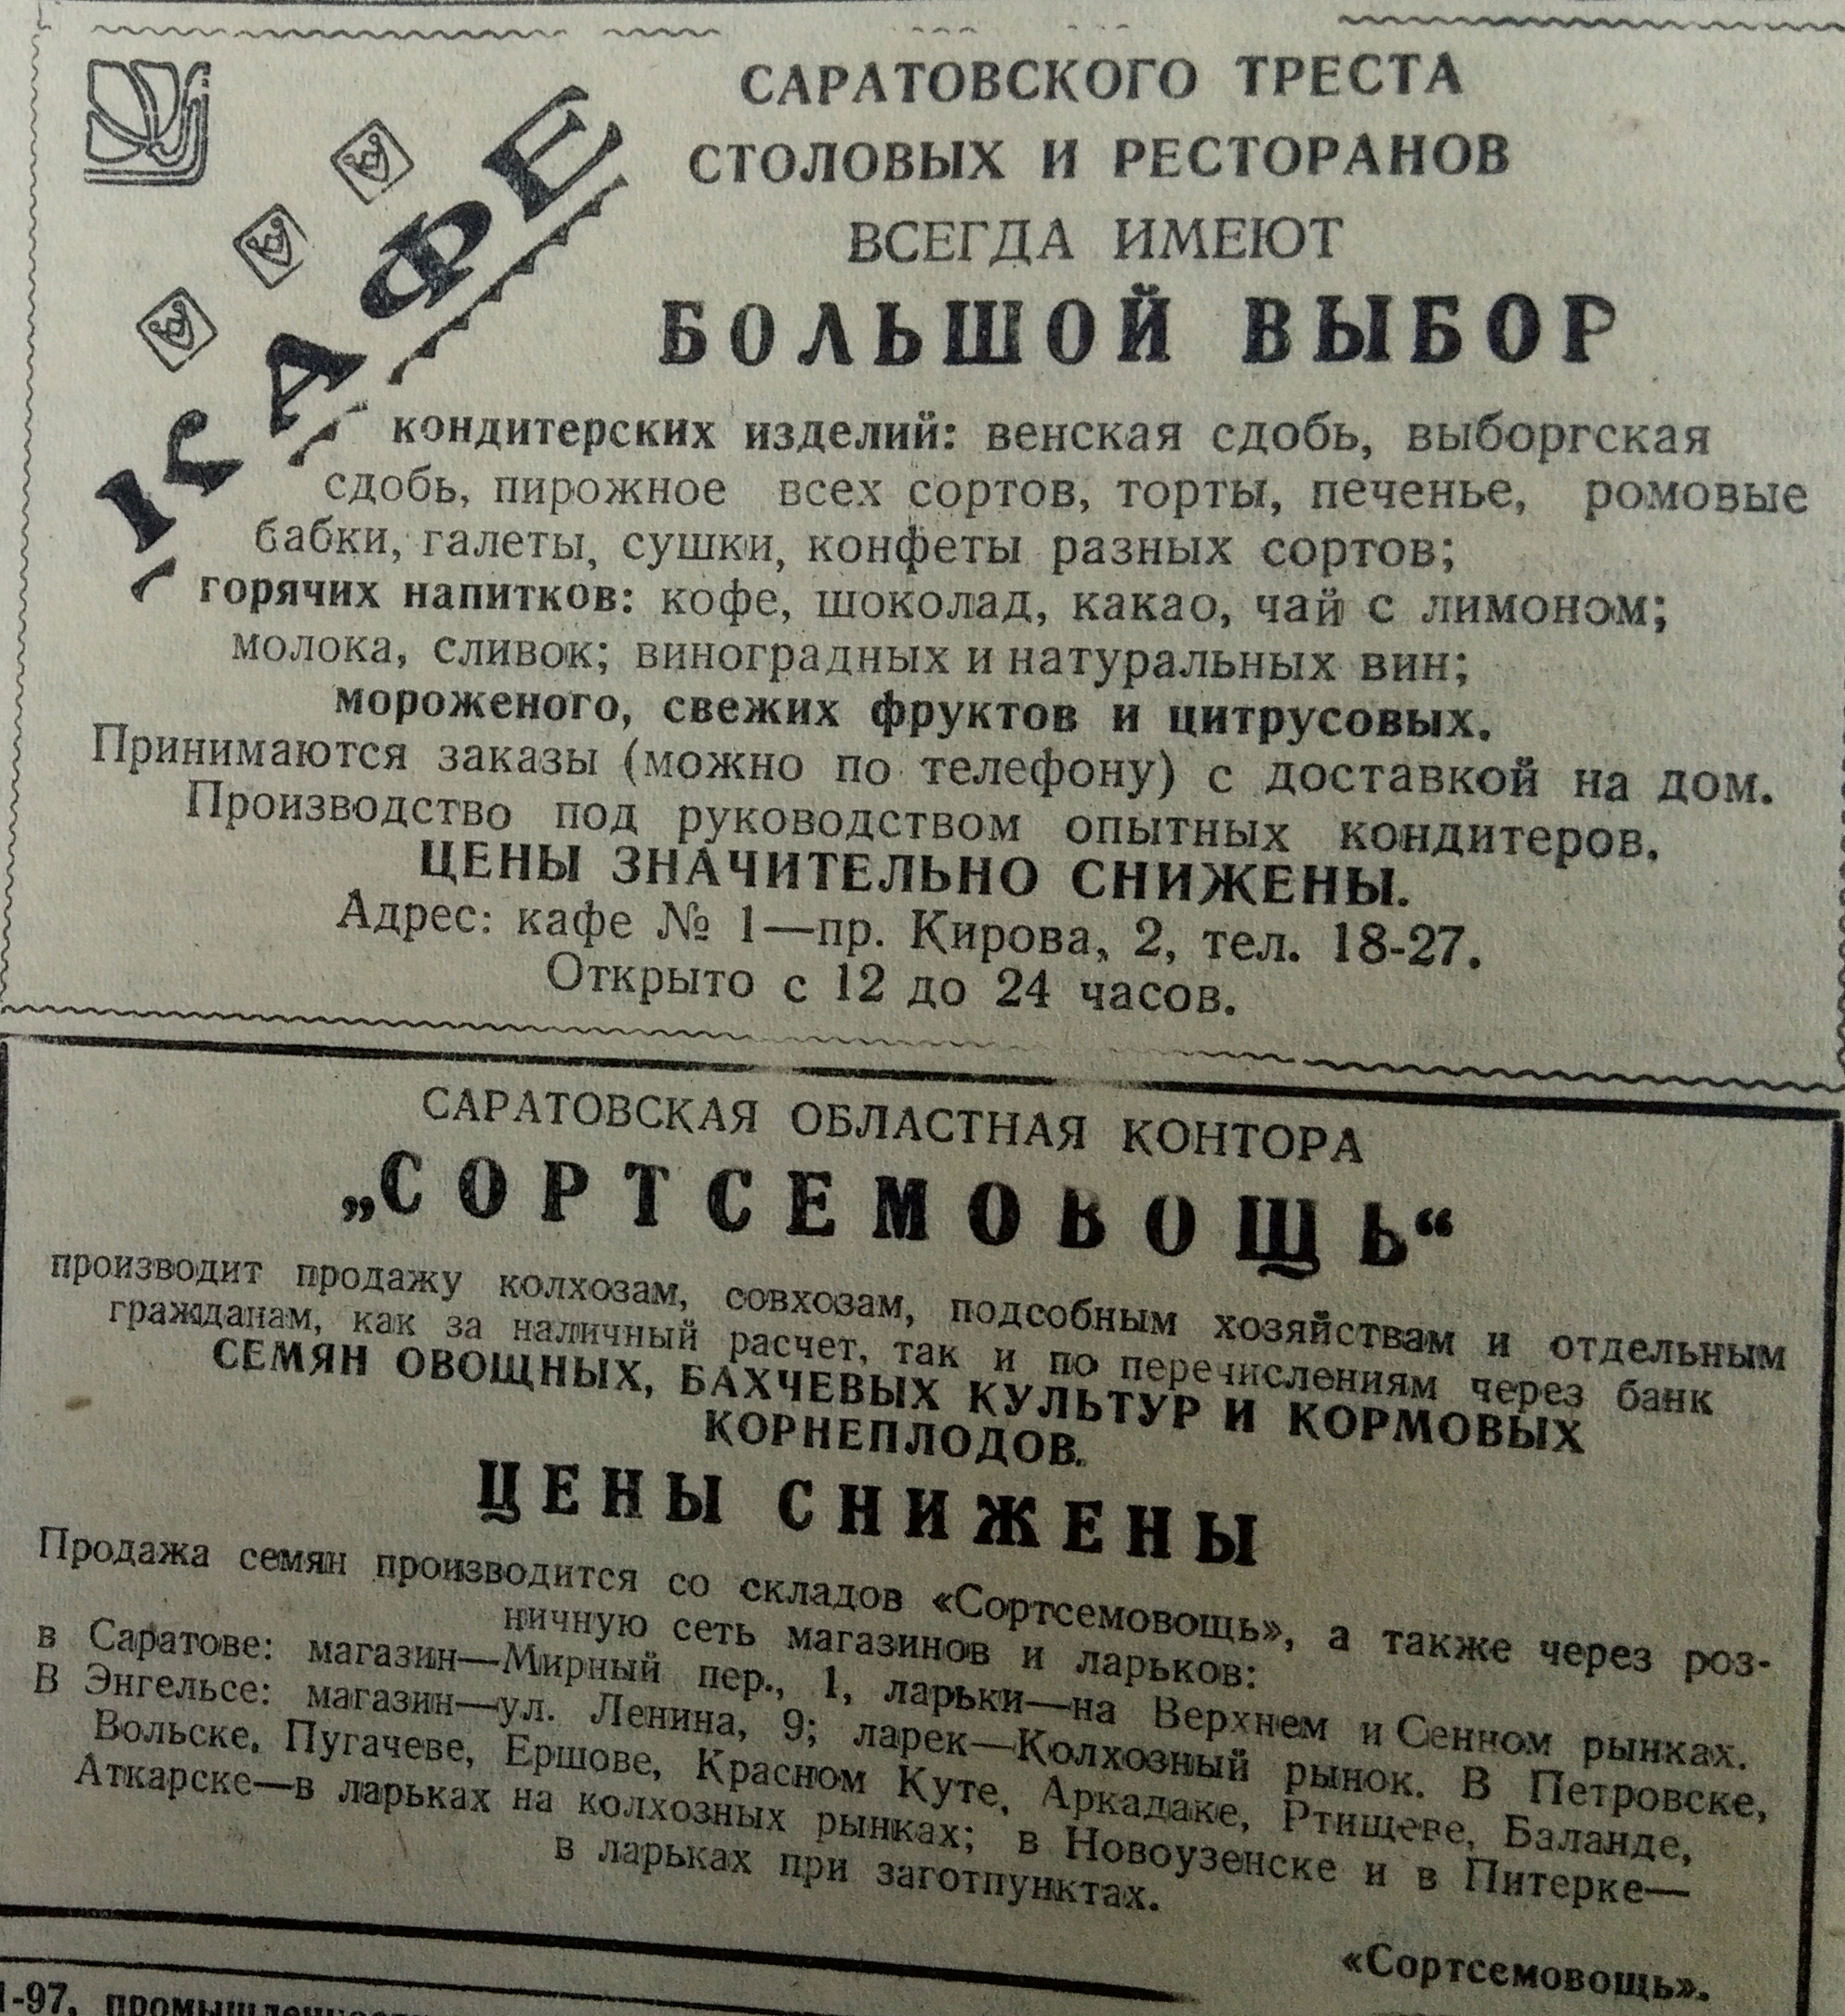 КАФЕ
САРАТОВСКОГО ТРЕСТА
СТОЛОВЫХ И РЕСТОРАНОВ
ВСЕГДА ИМЕЮТ
БОЛЬШОЙ ВЫБОР
кондитерских изделий: венская сдобь, выборгская
сдобь, пирожное всех сортов, торты, печенье, ромовые
бабки, галеты, сушки, конфеты разных сортов;
горячих напитков: кофе, шоколад, какао, чай с лимоном;
молока, сливок; виноградных и натуральных вин;
мороженого, свежих фруктов и цитрусовых.
Принимаются заказы (можно по телефону) с доставкой на дом.
Производство под руководством опытных кондитеров.
ЦЕНЫ ЗНАЧИТЕЛЬНО СНИЖЕНЫ.
Адрес: кафе № 1—пр. Кирова, 2, тел. 18-27.
Открыто с 12 до 24 часов.
САРАТОВСКАЯ ОБЛАСТНАЯ КОНТОРА
„СОРТСЕМОВОЩЬ“
производит продажу колхозам, совхозам, подсобным хозяйствам и отдельным
гражданам, как за наличный расчет, так и по перечислениям через банк
СЕМЯН ОВОЩНЫХ, БАХЧЕВЫХ КУЛЬТУР И КОРМОВЫХ
КОРНЕПЛОДОВ.
ЦЕНЫ СНИЖЕНЫ
Продажа семян производится со складов «Сортсемовощь», а также через роз-
ничную сеть магазинов и ларьков:
в Саратове: магазин—Мирный пер., 1, ларьки—на Верхнем и Сенном рынках.
В Энгельсе: магазин—ул. Ленина, 9; ларек—Колхозный рынок. В Петровске,
Вольске, Пугачеве, Ершове, Красном Куте, Аркадаке, Ртищеве, Баланде,
Аткарске—в ларьках на колхозных рынках; в Новоузенске и в Питерке—
в ларьках при заготпунктах.
«Сортсемовощь».